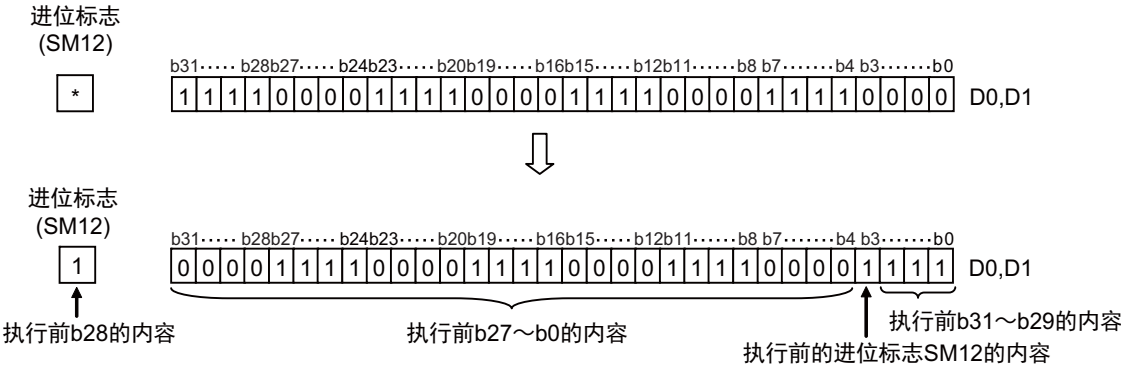 进位标志
(SM12)
b31····· b28b27····· b24b23····· b20b19····· b16b15····· b12b11······b8 b7·······b4 b3·······b0
* 1 1 1 1 0 0 0 0 1 1 1 1 0 0 0 0 1 1 1 1 0 0 0 0 1 1 1 1 0 0 0 0 D0,D1
进位标志
(SM12)
b31····· b28b27····· b24b23····· b20b19····· b16b15····· b12b11······b8 b7·······b4 b3·······b0
1 0 0 0 0 1 1 1 1 0 0 0 0 1 1 1 1 0 0 0 0 1 1 1 1 0 0 0 0 1 1 1 1 D0,D1
执行前b28的内容
执行前b27～b0的内容
执行前b31～b29的内容
执行前的进位标志SM12的内容